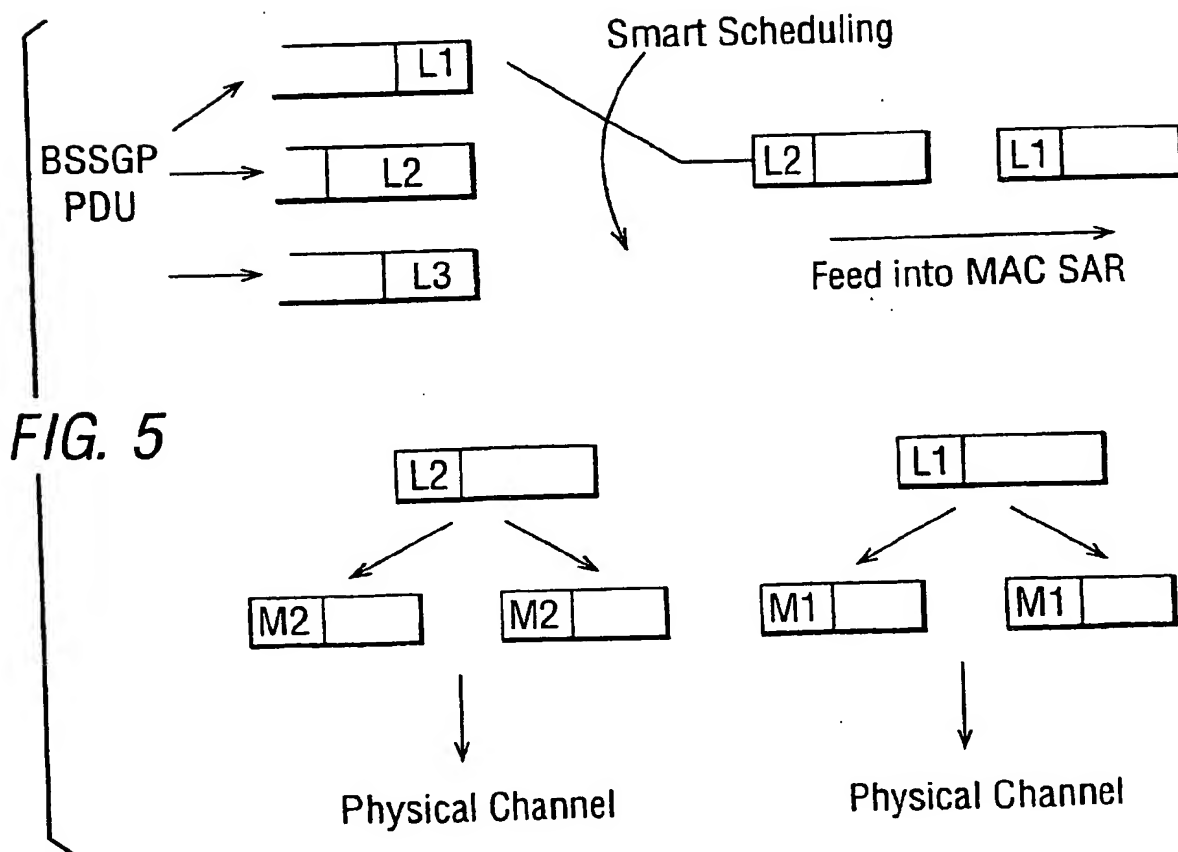 Smart Scheduling
L1
BSSGP
PDU
L2
L3
L2
L1
Feed into MAC SAR
FIG. 5
L2
L1
M2
M2
M1
M1
Physical Channel
Physical Channel